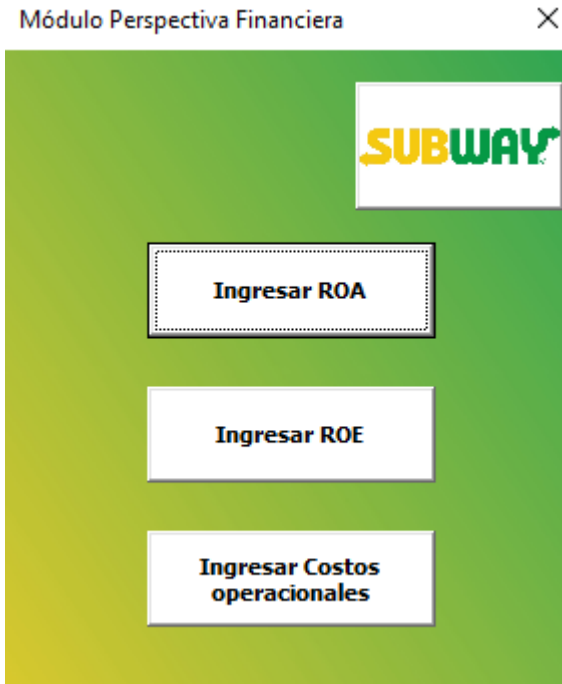 Módulo Perspectiva Financiera
SUBWAY
Ingresar ROA
Ingresar ROE
Ingresar Costos
operacionales